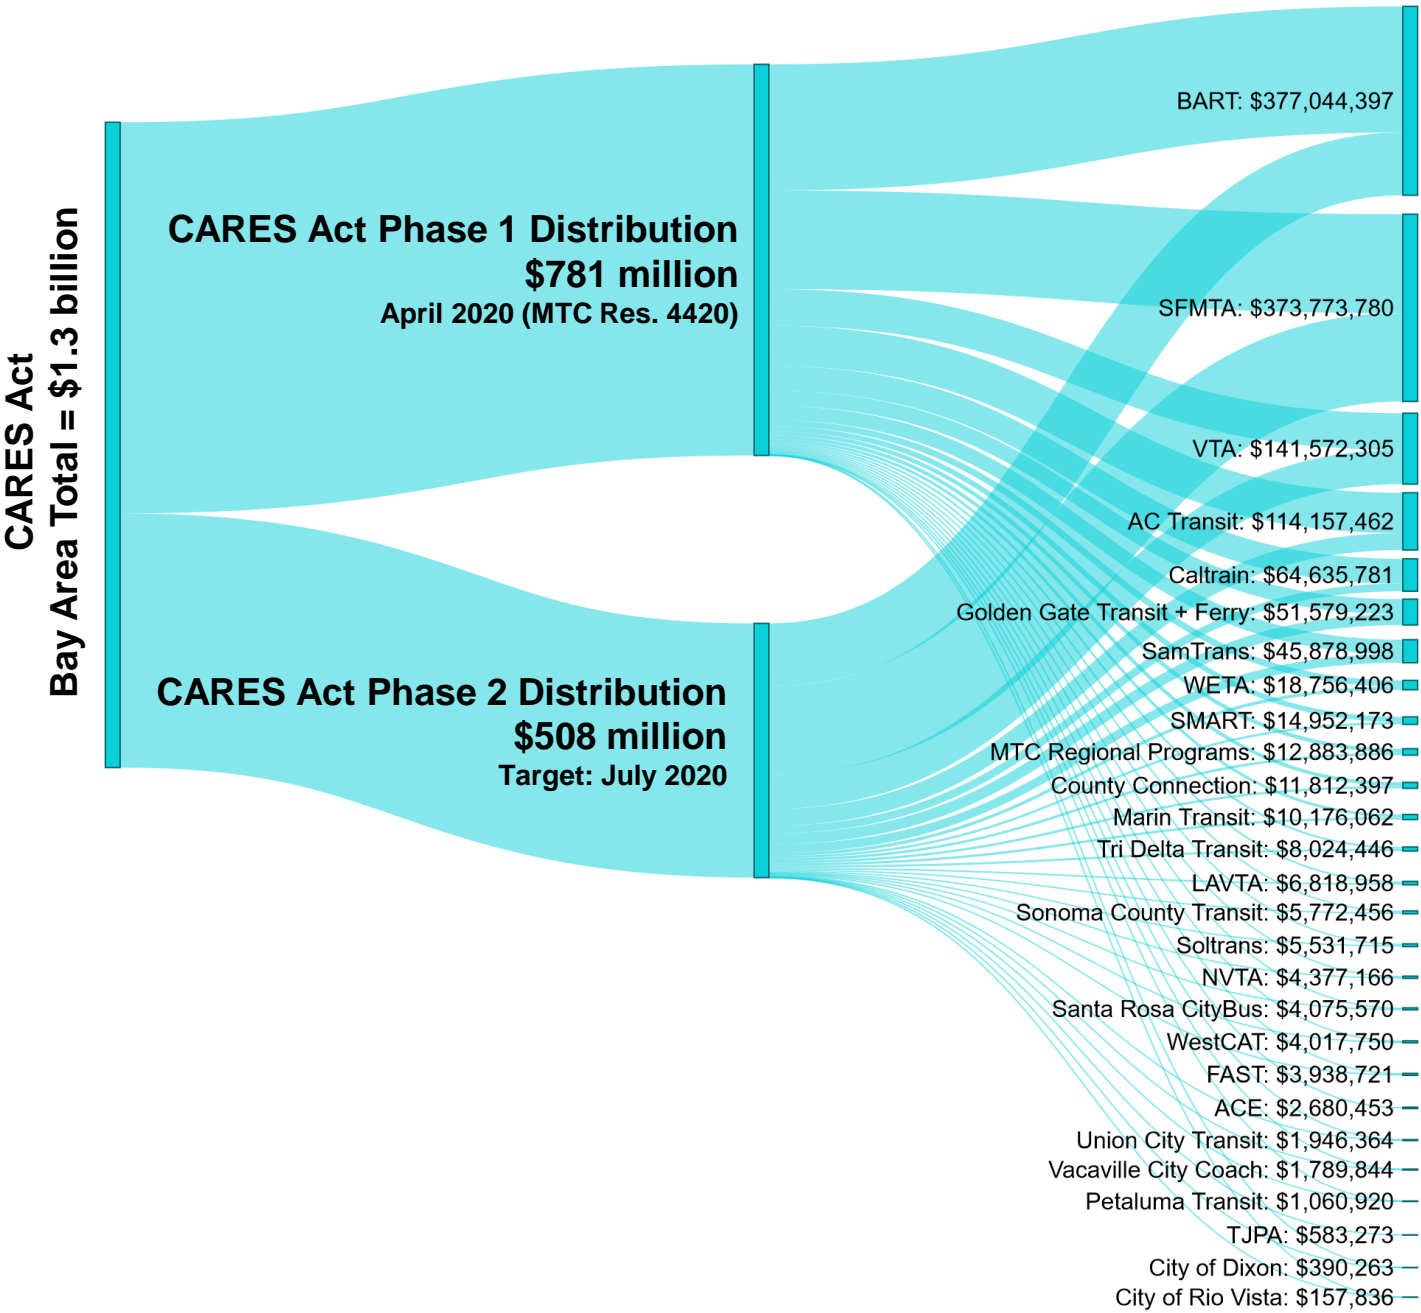 CARES Act
Bay Area Total = $1.3 billion
CARES Act Phase 1 Distribution
$781 million
April 2020 (MTC Res. 4420)
CARES Act Phase 2 Distribution
$508 million
Target: July 2020
BART: $377,044,397
SFMTA: $373,773,780
VTA: $141,572,305
AC Transit: $114,157,462
Caltrain: $64,635,781
Golden Gate Transit + Ferry: $51,579,223
SamTrans: $45,878,998
WETA: $18,756,406
SMART: $14,952,173
MTC Regional Programs: $12,883,886
County Connection: $11,812,397
Marin Transit: $10,176,062
Tri Delta Transit: $8,024,446
LAVTA: $6,818,958
Sonoma County Transit: $5,772,456
Soltrans: $5,531,715
NVTA: $4,377,166
Santa Rosa CityBus: $4,075,570
WestCAT: $4,017,750
FAST: $3,938,721
ACE: $2,680,453
Union City Transit: $1,946,364
Vacaville City Coach: $1,789,844
Petaluma Transit: $1,060,920
TJPA: $583,273
City of Dixon: $390,263
City of Rio Vista: $157,836